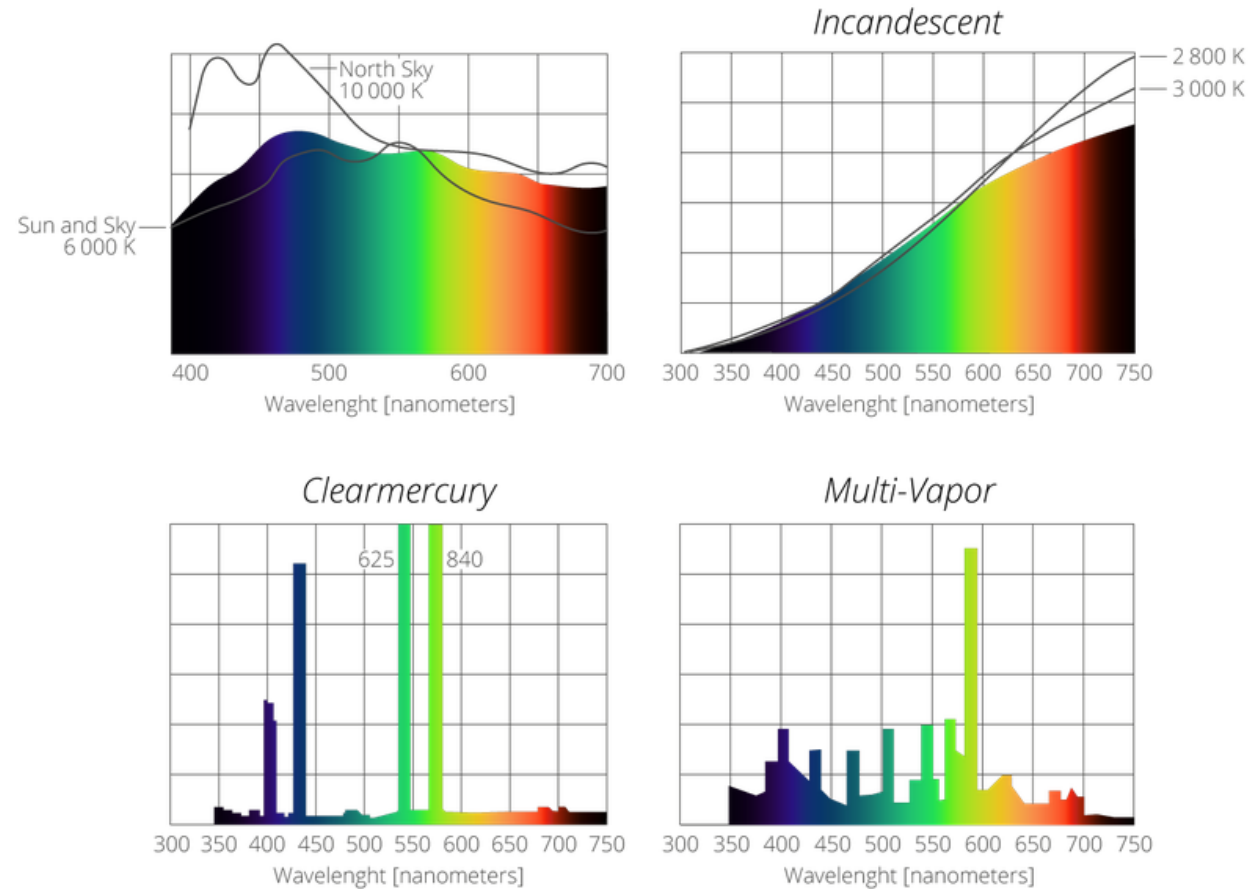 North Sky
10 000 K
Sun and Sky
6 000 K
400 500 600 700
Wavelenght [nanometers]
Incandescent
2 800 K
3 000 K
300 350 400 450 500 550 600 650 700 750
Wavelenght [nanometers]
Clearmercury
625 840
300 350 400 450 500 550 600 650 700 750
Wavelenght [nanometers]
Multi-Vapor
300 350 400 450 500 550 600 650 700 750
Wavelenght [nanometers]